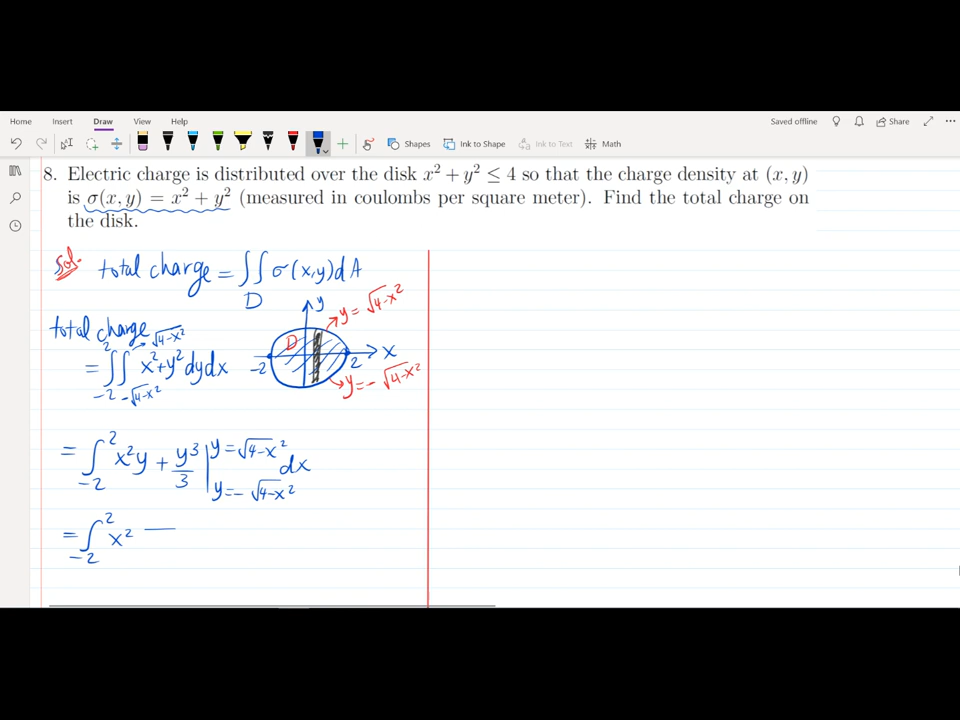 Home Insert Draw View Help Saved offline Share
Shapes Ink to Shape Ink to Text Math
8. Electric charge is distributed over the disk x² + y² ≤ 4 so that the charge density at (x, y)
is σ(x, y) = x² + y² (measured in coulombs per square meter). Find the total charge on
the disk.
Sol. total charge = ∬_D σ(x,y)dA
total charge
= ∫_{-2}^{2} ∫_{-√(4-x²)}^{√(4-x²)} x²+y² dydx
y
y = √(4-x²)
D
x
-2
2
y = -√(4-x²)
= ∫_{-2}^{2} x²y + y³/3 |_{y=-√(4-x²)}^{y=√(4-x²)} dx
= ∫_{-2}^{2} x²